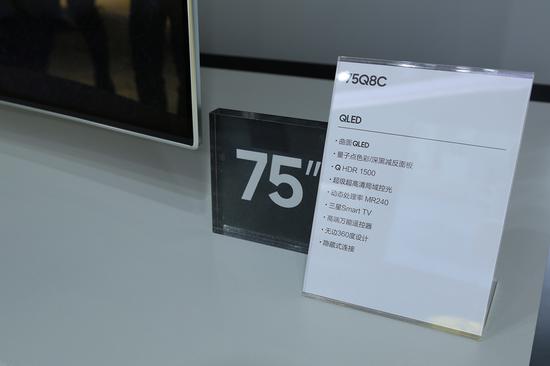 75"
75Q8C
QLED
·曲面QLED
·量子点色彩/深黑减反面板
·Q HDR 1500
·超级超高清局域控光
·动态处理率 MR240
·三星Smart TV
·高端万能遥控器
·无边360度设计
·隐藏式连接